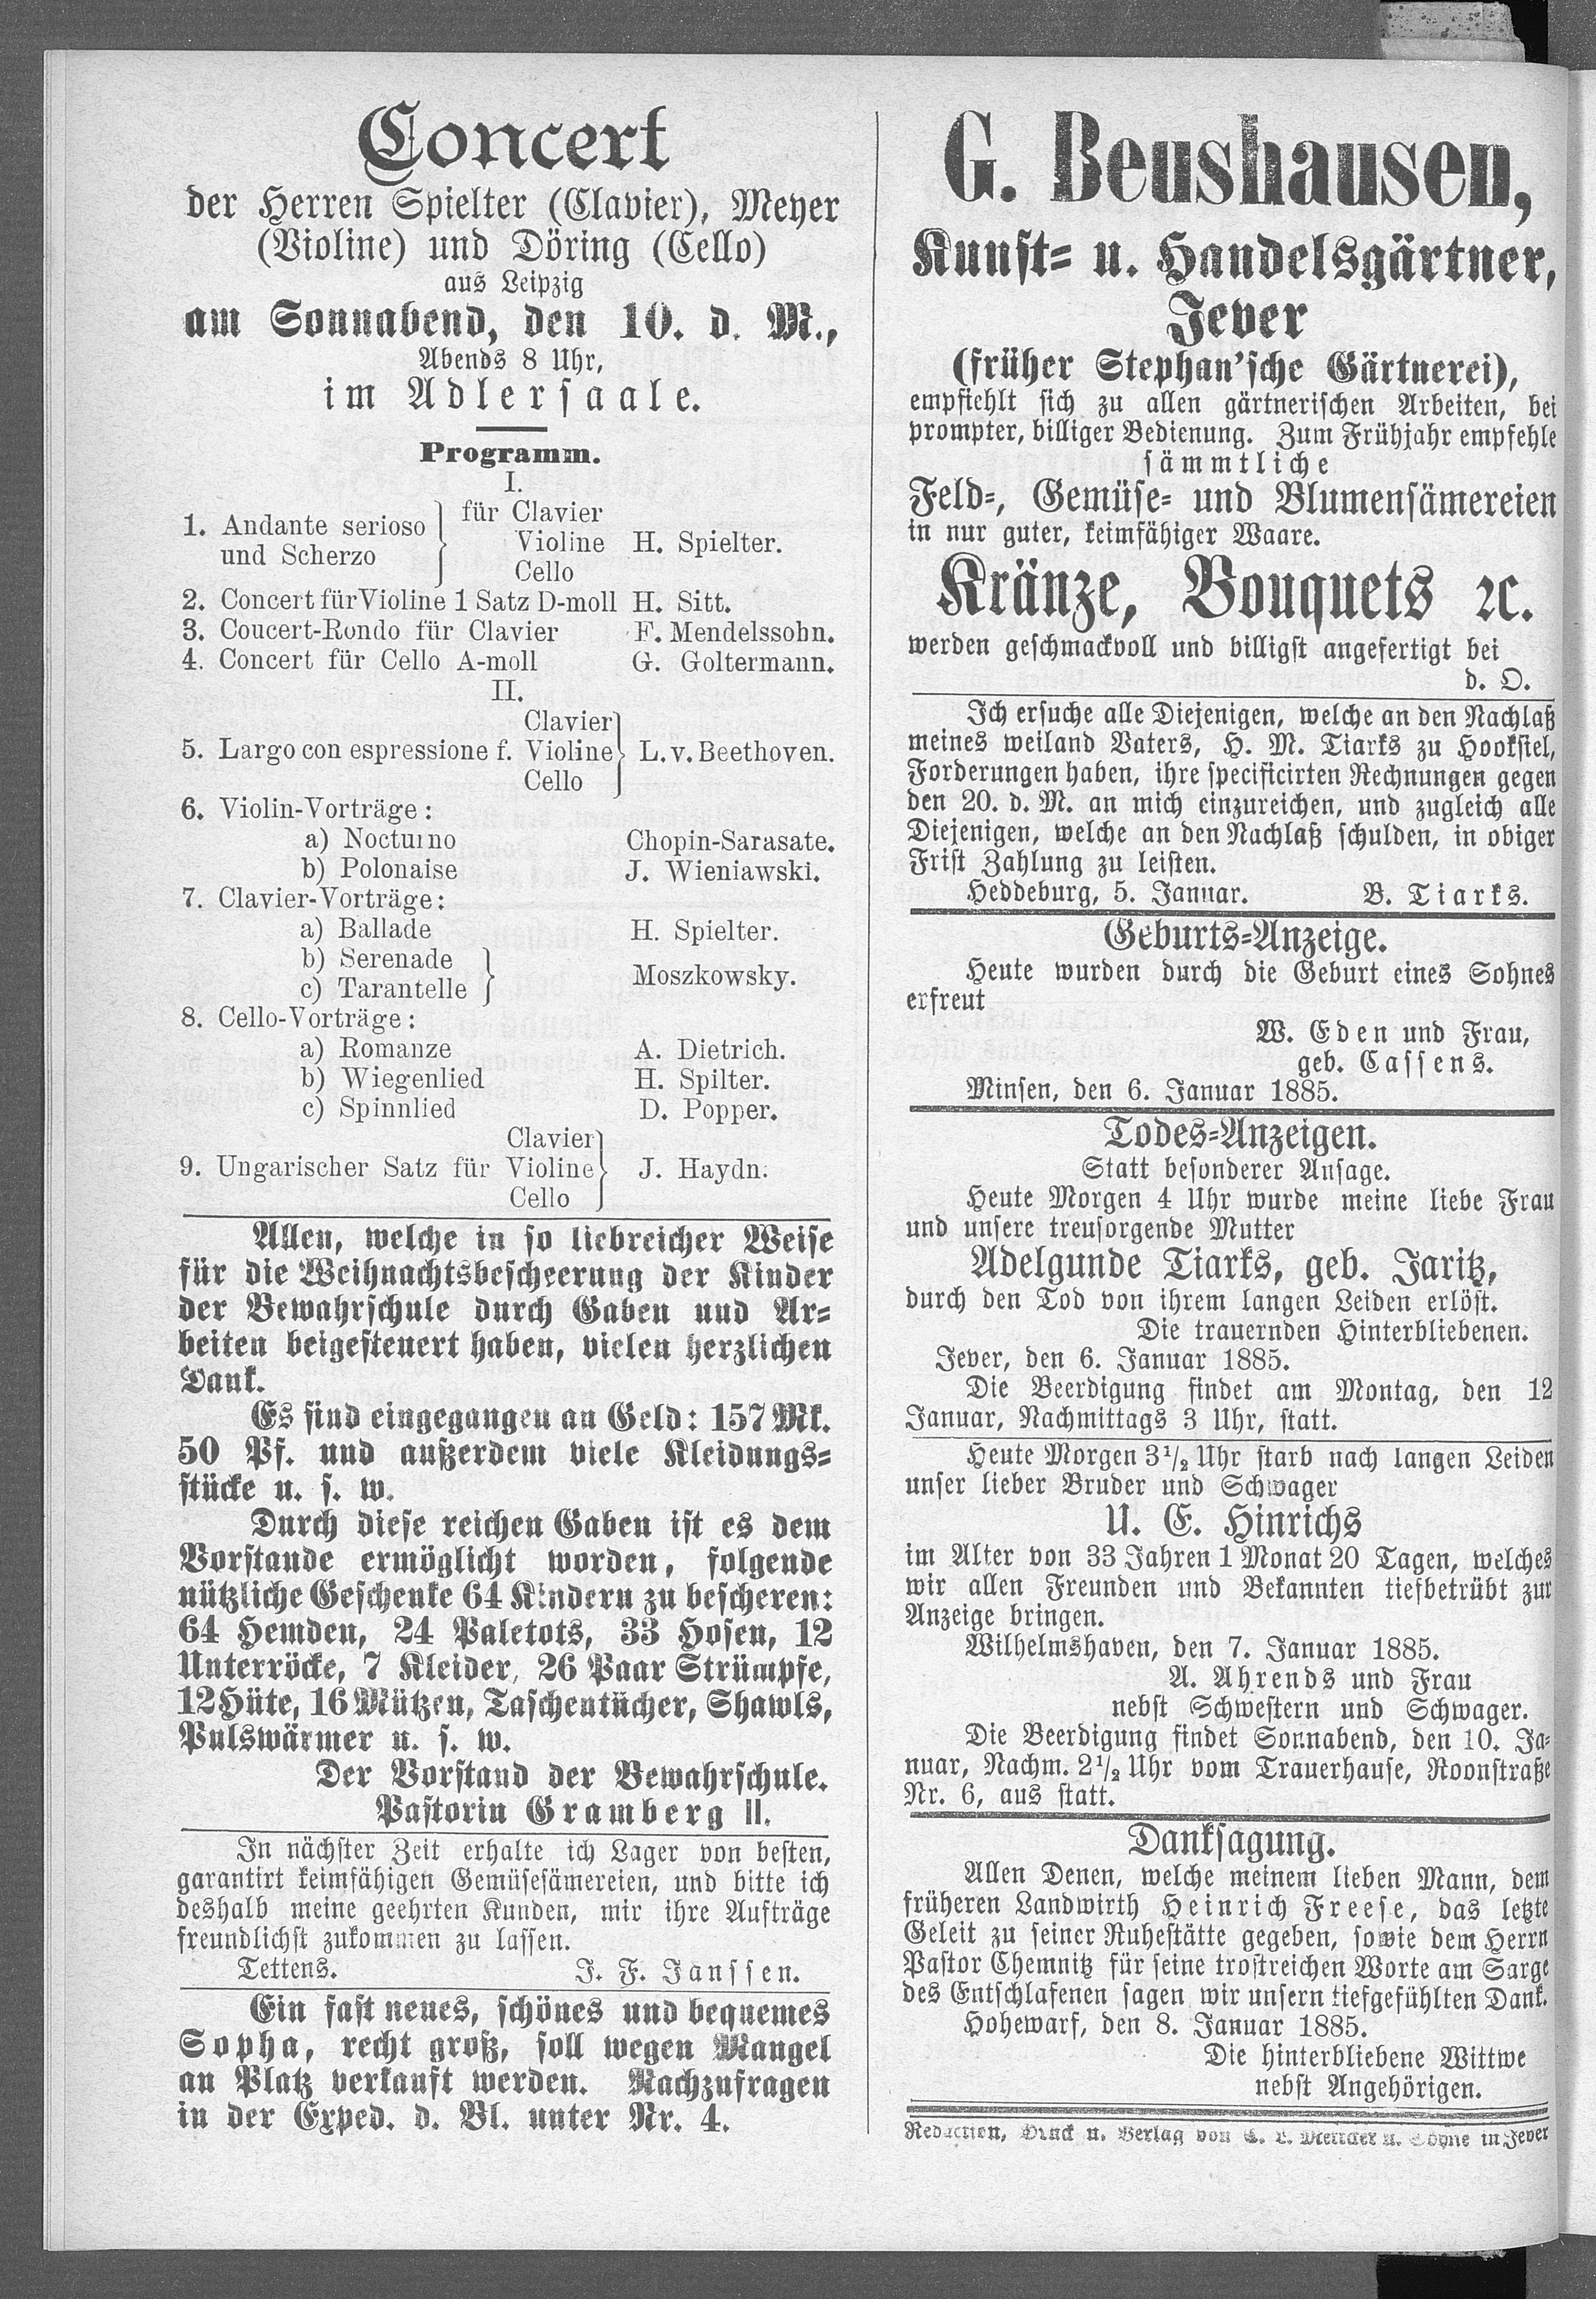 Concert
der Herren Spielter (Clavier), Meyer
(Violine) und Döring (Cello)
aus Leipzig
am Sonnabend, den 10. d. M.,
Abends 8 Uhr,
im Adlersaale.
Programm.
I.
1. Andante serioso und Scherzo } für Clavier Violine Cello H. Spielter.
2. Concert für Violine 1 Satz D-moll H. Sitt.
3. Coucert-Rondo für Clavier F. Mendelssohn.
4. Concert für Cello A-moll G. Goltermann.
II.
Clavier
5. Largo con espressione f. Violine } L. v. Beethoven.
Cello
6. Violin-Vorträge:
a) Nocturno Chopin-Sarasate.
b) Polonaise J. Wieniawski.
7. Clavier-Vorträge:
a) Ballade H. Spielter.
b) Serenade
c) Tarantelle } Moszkowsky.
8. Cello-Vorträge:
a) Romanze A. Dietrich.
b) Wiegenlied H. Spilter.
c) Spinnlied D. Popper.
Clavier
9. Ungarischer Satz für Violine } J. Haydn.
Cello
Allen, welche in so liebreicher Weise
für die Weihnachtsbescheerung der Kinder
der Bewahrschule durch Gaben und Ar-
beiten beigesteuert haben, vielen herzlichen
Dank.
Es sind eingegangen an Geld: 157 Mk.
50 Pf. und außerdem viele Kleidungs-
stücke u. s. w.
Durch diese reichen Gaben ist es dem
Vorstande ermöglicht worden, folgende
nützliche Geschenke 64 Kindern zu bescheren:
64 Hemden, 24 Paletots, 33 Hosen, 12
Unterröcke, 7 Kleider, 26 Paar Strümpfe,
12 Hüte, 16 Mützen, Taschentücher, Shawls,
Pulswärmer u. s. w.
Der Vorstand der Bewahrschule.
Pastorin Gramberg II.
In nächster Zeit erhalte ich Lager von besten,
garantirt keimfähigen Gemüsesämereien, und bitte ich
deshalb meine geehrten Kunden, mir ihre Aufträge
freundlichst zukommen zu lassen.
Tettens. J. F. Janssen.
Ein fast neues, schönes und bequemes
Sopha, recht groß, soll wegen Mangel
an Platz verkauft werden. Nachzufragen
in der Exped. d. Bl. unter Nr. 4.
G. Beushausen,
Kunst- u. Handelsgärtner,
Jever
(früher Stephan'sche Gärtnerei),
empfiehlt sich zu allen gärtnerischen Arbeiten, bei
prompter, billiger Bedienung. Zum Frühjahr empfehle
sämmtliche
Feld-, Gemüse- und Blumensämereien
in nur guter, keimfähiger Waare.
Kränze, Bouquets ꝛc.
werden geschmackvoll und billigst angefertigt bei
d. O.
Ich ersuche alle Diejenigen, welche an den Nachlaß
meines weiland Vaters, H. M. Tiarks zu Hooksiel,
Forderungen haben, ihre specificirten Rechnungen gegen
den 20. d. M. an mich einzureichen, und zugleich alle
Diejenigen, welche an den Nachlaß schulden, in obiger
Frist Zahlung zu leisten.
Heddeburg, 5. Januar. B. Tiarks.
Geburts-Anzeige.
Heute wurden durch die Geburt eines Sohnes
erfreut
W. Eden und Frau,
geb. Cassens.
Minsen, den 6. Januar 1885.
Todes-Anzeigen.
Statt besonderer Ansage.
Heute Morgen 4 Uhr wurde meine liebe Frau
und unsere treusorgende Mutter
Adelgunde Tiarks, geb. Jaritz,
durch den Tod von ihrem langen Leiden erlöst.
Die trauernden Hinterbliebenen.
Jever, den 6. Januar 1885.
Die Beerdigung findet am Montag, den 12
Januar, Nachmittags 3 Uhr, statt.
Heute Morgen 3½ Uhr starb nach langen Leiden
unser lieber Bruder und Schwager
U. E. Hinrichs
im Alter von 33 Jahren 1 Monat 20 Tagen, welches
wir allen Freunden und Bekannten tiefbetrübt zur
Anzeige bringen.
Wilhelmshaven, den 7. Januar 1885.
A. Ahrends und Frau
nebst Schwestern und Schwager.
Die Beerdigung findet Sonnabend, den 10. Ja-
nuar, Nachm. 2½ Uhr vom Trauerhause, Roonstraße
Nr. 6, aus statt.
Danksagung.
Allen Denen, welche meinem lieben Mann, dem
früheren Landwirth Heinrich Freese, das letzte
Geleit zu seiner Ruhestätte gegeben, sowie dem Herrn
Pastor Chemnitz für seine trostreichen Worte am Sarge
des Entschlafenen sagen wir unsern tiefgefühlten Dank.
Hohewarf, den 8. Januar 1885.
Die hinterbliebene Wittwe
nebst Angehörigen.
Redaction, Druck u. Verlag von C. L. Mettcker u. Söhne in Jever